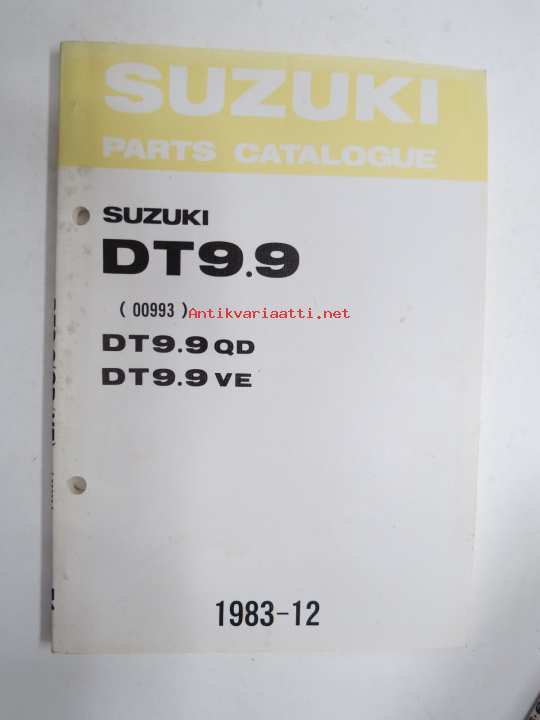 SUZUKI
PARTS CATALOGUE
SUZUKI
DT9.9
( 00993 )
Antikvariaatti.net
DT9.9 QD
DT9.9 VE
1983-12